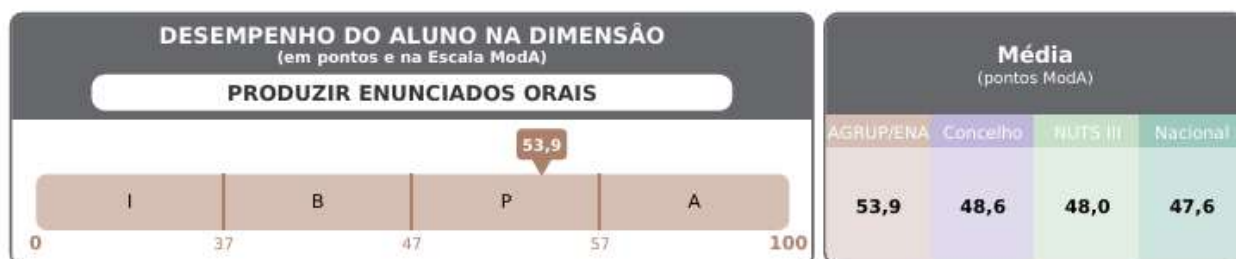 DESEMPENHO DO ALUNO NA DIMENSÃO
(em pontos e na Escala ModA)
PRODUZIR ENUNCIADOS ORAIS
53,9
I B P A
0 37 47 57 100
Média
(pontos ModA)
AGRUP/ENA Concelho NUTS III Nacional
53,9 48,6 48,0 47,6